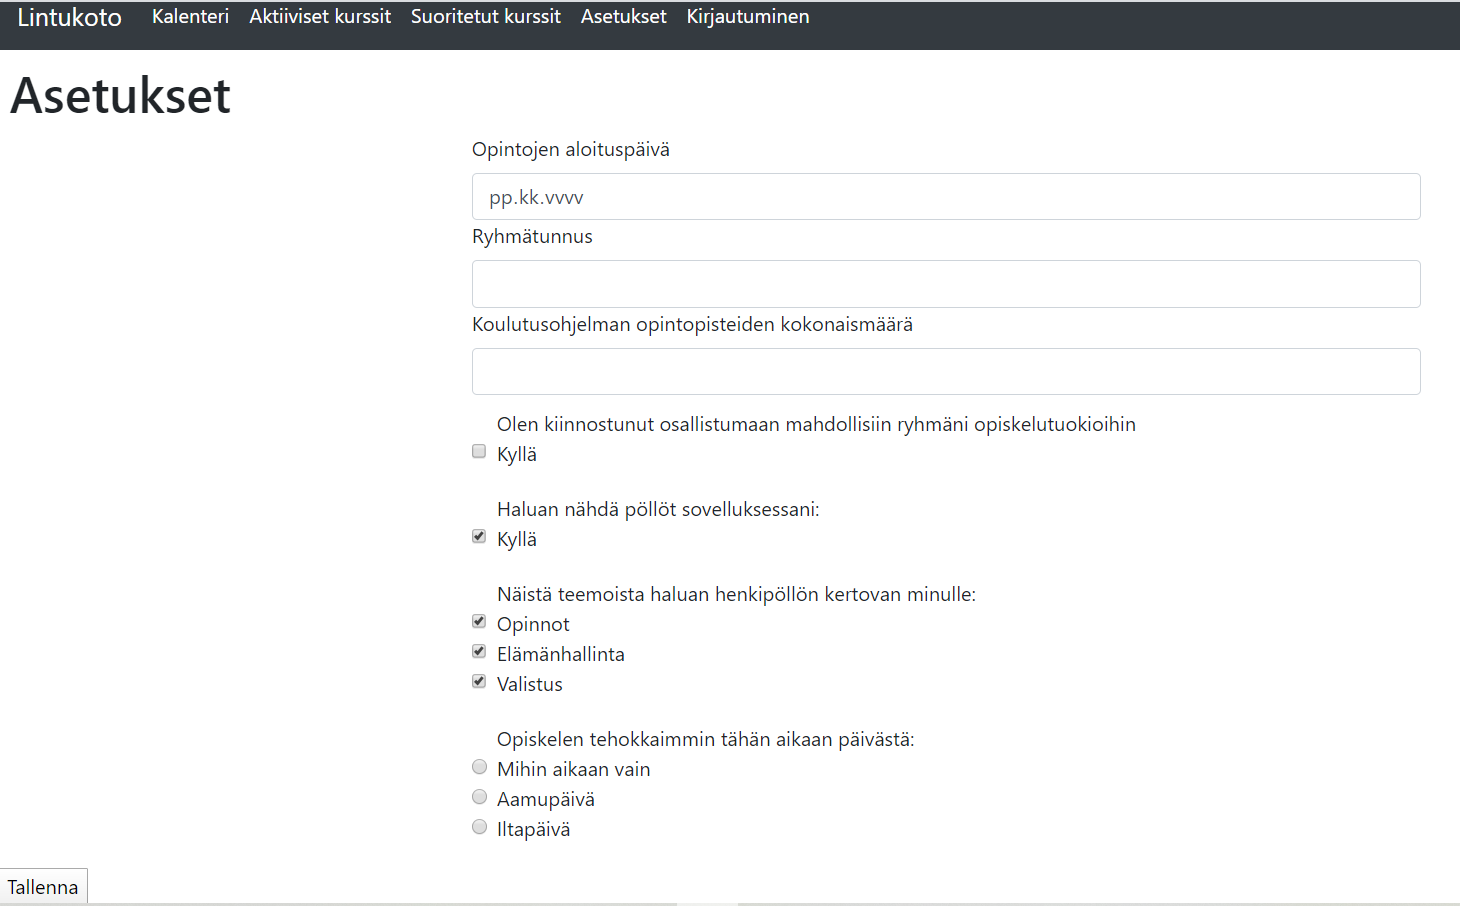 Lintukoto Kalenteri Aktiiviset kurssit Suoritetut kurssit Asetukset Kirjautuminen
Asetukset
Opintojen aloituspäivä
pp.kk.vvvv
Ryhmätunnus
Koulutusohjelman opintopisteiden kokonaismäärä
Olen kiinnostunut osallistumaan mahdollisiin ryhmäni opiskelutuokioihin
Kyllä
Haluan nähdä pöllöt sovelluksessani:
Kyllä
Näistä teemoista haluan henkipöllön kertovan minulle:
Opinnot
Elämänhallinta
Valistus
Opiskelen tehokkaimmin tähän aikaan päivästä:
Mihin aikaan vain
Aamupäivä
Iltapäivä
Tallenna